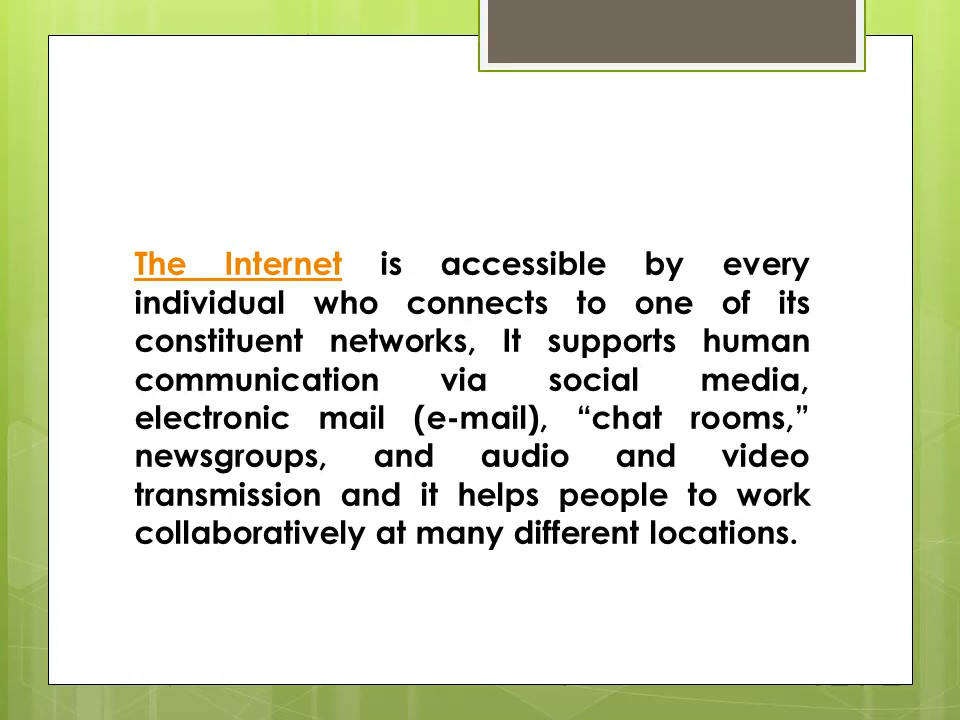 The Internet is accessible by every
individual who connects to one of its
constituent networks, It supports human
communication via social media,
electronic mail (e-mail), “chat rooms,”
newsgroups, and audio and video
transmission and it helps people to work
collaboratively at many different locations.